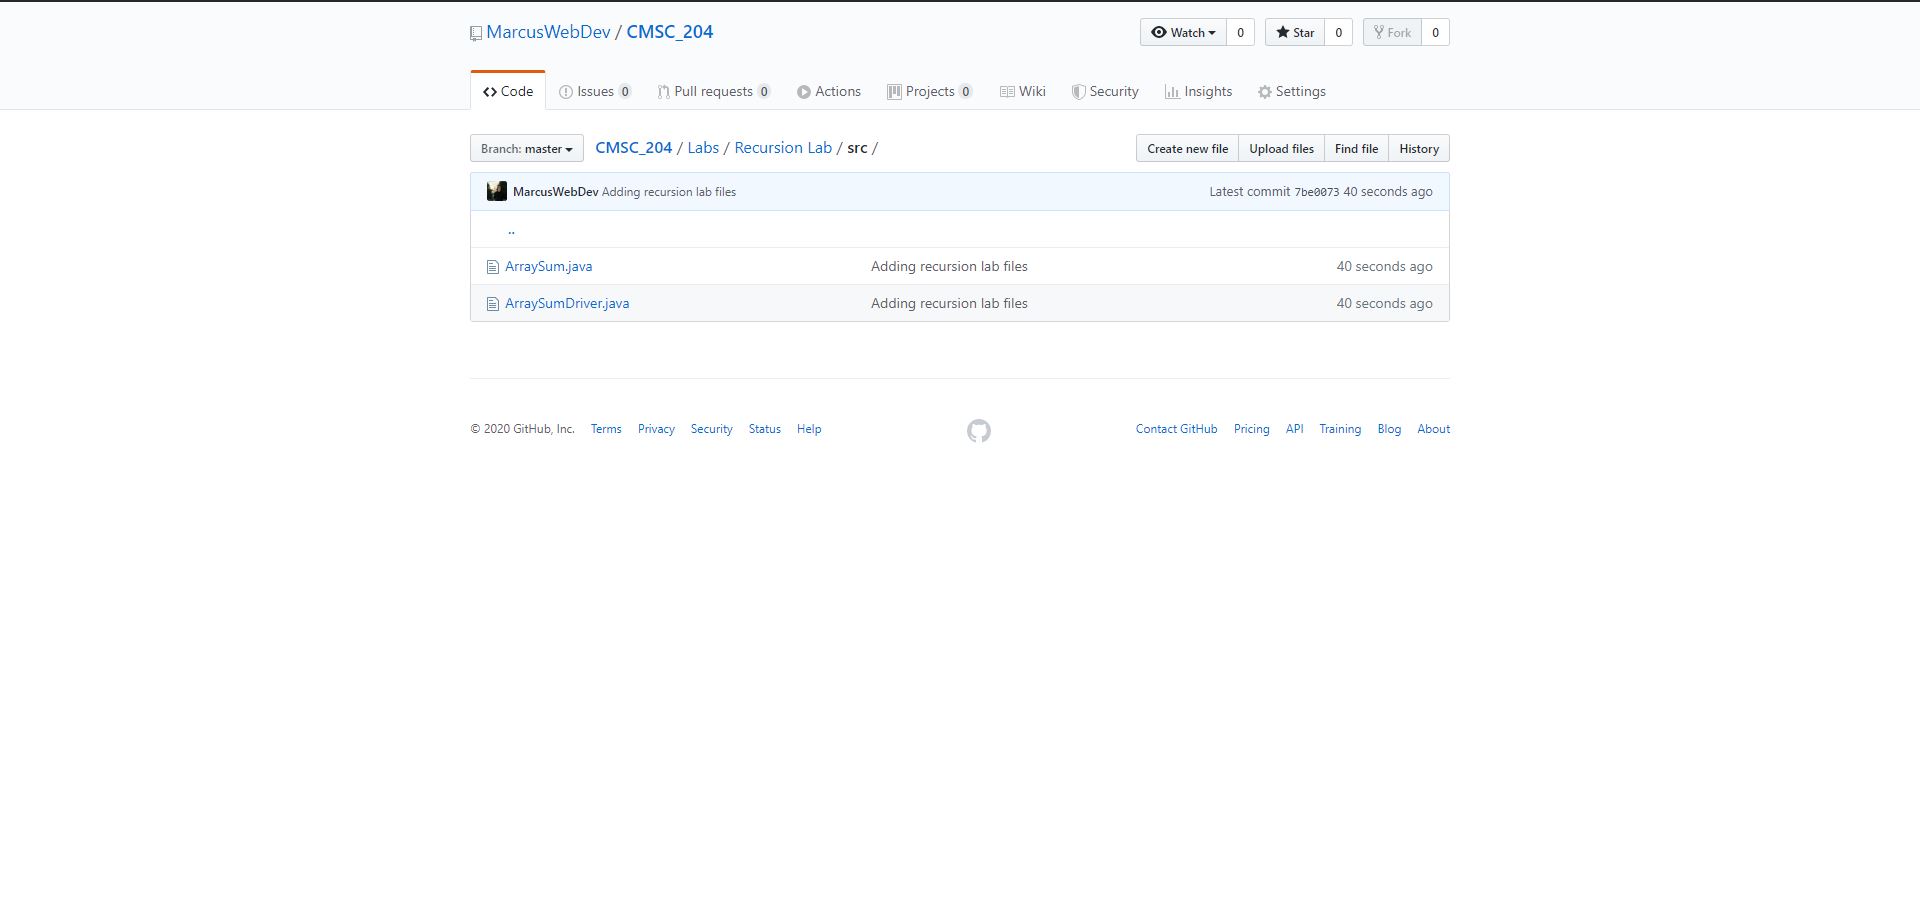 MarcusWebDev / CMSC_204
Watch 0 Star 0 Fork 0
Code Issues 0 Pull requests 0 Actions Projects 0 Wiki Security Insights Settings
Branch: master CMSC_204 / Labs / Recursion Lab / src / Create new file Upload files Find file History
MarcusWebDev Adding recursion lab files Latest commit 7be0073 40 seconds ago
..
ArraySum.java Adding recursion lab files 40 seconds ago
ArraySumDriver.java Adding recursion lab files 40 seconds ago
© 2020 GitHub, Inc. Terms Privacy Security Status Help Contact GitHub Pricing API Training Blog About